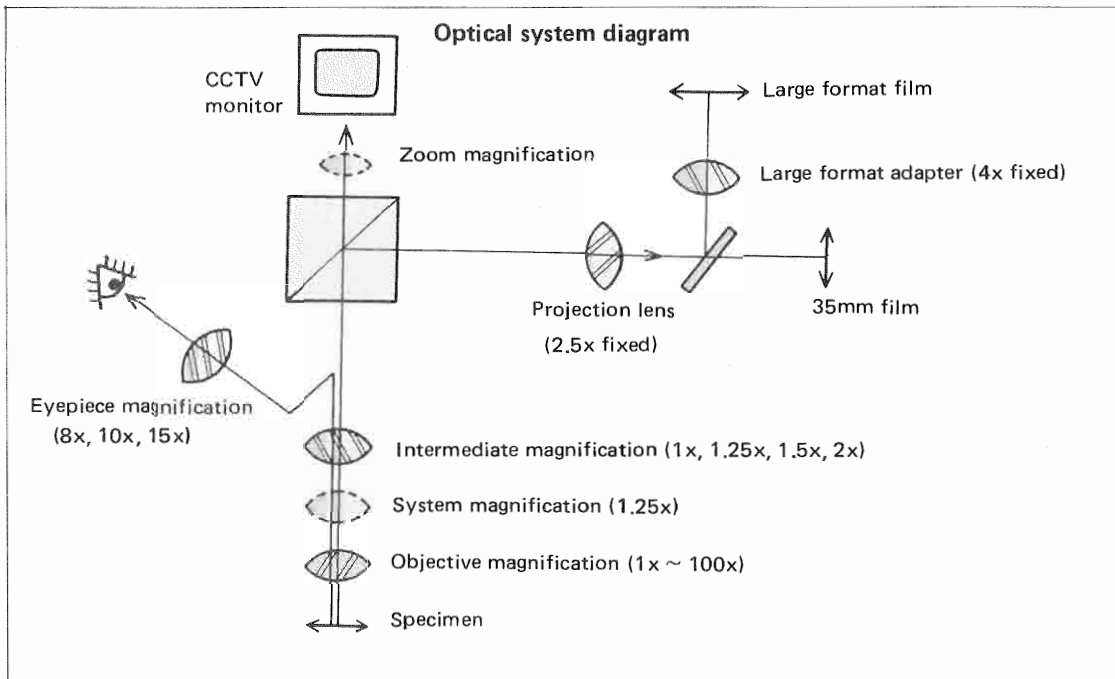 Optical system diagram
CCTV
monitor
Large format film
Zoom magnification
Large format adapter (4x fixed)
Projection lens
(2.5x fixed)
35mm film
Eyepiece magnification
(8x, 10x, 15x)
Intermediate magnification (1x, 1.25x, 1.5x, 2x)
System magnification (1.25x)
Objective magnification (1x ~ 100x)
Specimen